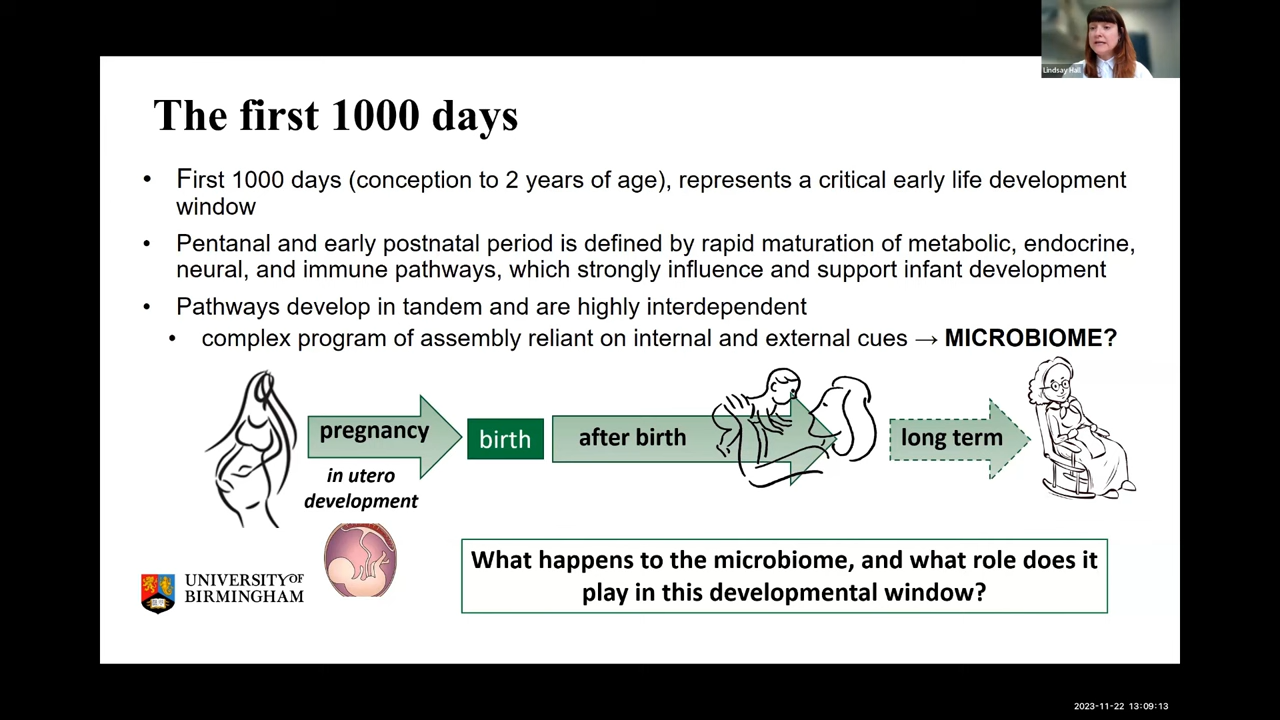 Lindsay Hall
The first 1000 days
• First 1000 days (conception to 2 years of age), represents a critical early life development
window
• Pentanal and early postnatal period is defined by rapid maturation of metabolic, endocrine,
neural, and immune pathways, which strongly influence and support infant development
• Pathways develop in tandem and are highly interdependent
• complex program of assembly reliant on internal and external cues → MICROBIOME?
pregnancy
birth
after birth
long term
in utero
development
What happens to the microbiome, and what role does it
play in this developmental window?
UNIVERSITY OF
BIRMINGHAM
2023-11-22 13:09:13